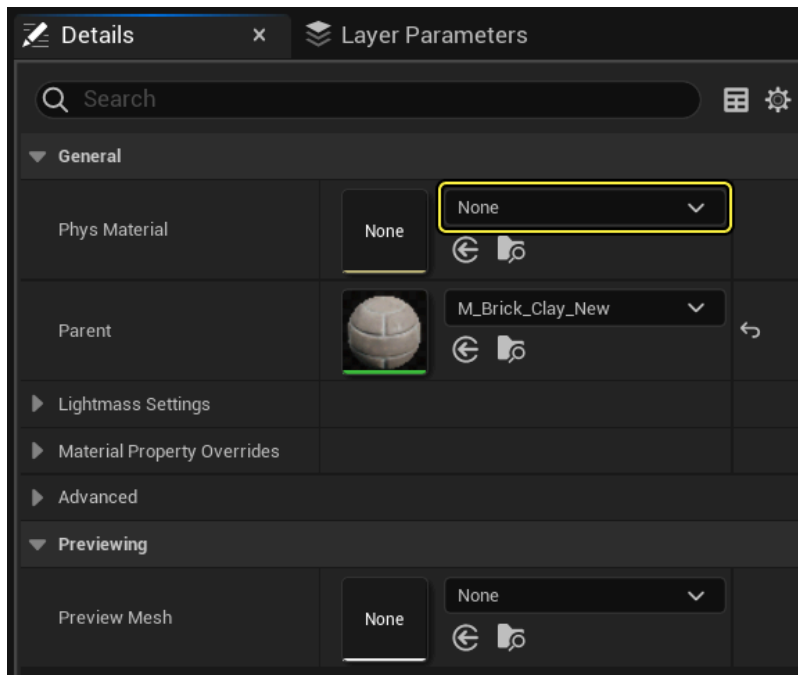 Details
Layer Parameters
Search
General
Phys Material
None
None
Parent
M_Brick_Clay_New
Lightmass Settings
Material Property Overrides
Advanced
Previewing
Preview Mesh
None
None